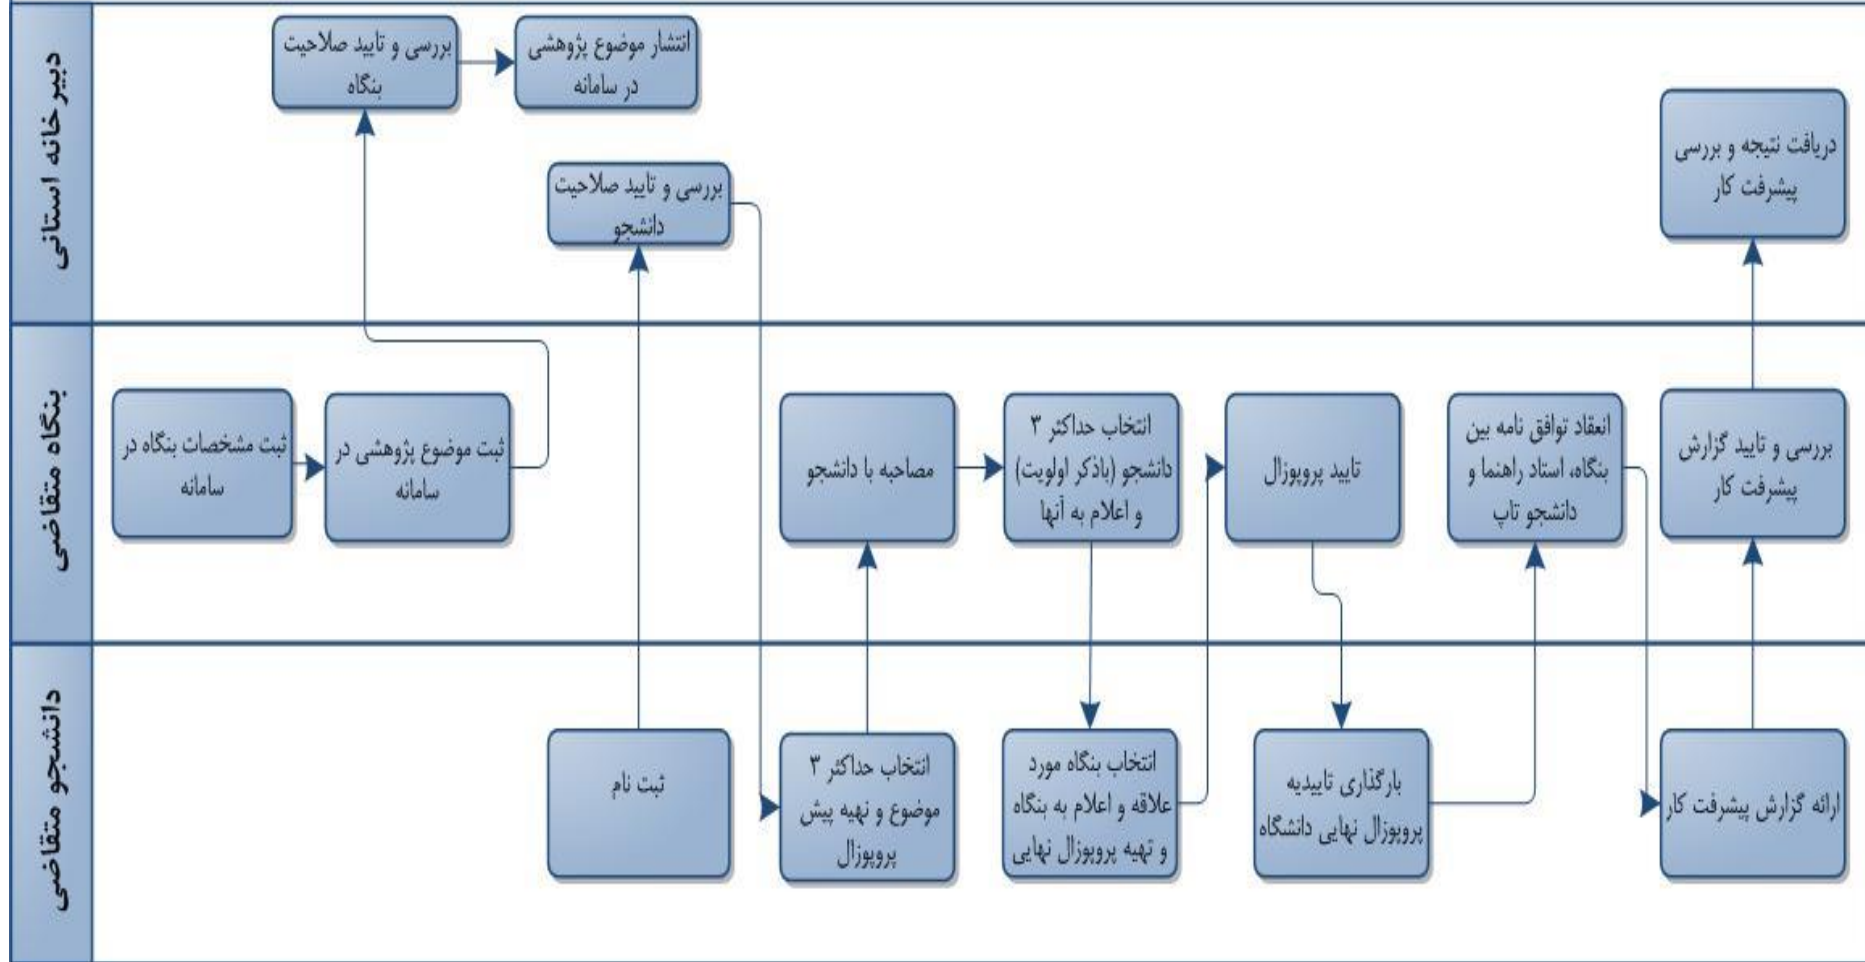 دبیرخانه استانی
بررسی و تایید صلاحیت
بنگاه
انتشار موضوع پژوهشی
در سامانه
بررسی و تایید صلاحیت
دانشجو
دریافت نتیجه و بررسی
پیشرفت کار
بنگاه متقاضی
ثبت مشخصات بنگاه در
سامانه
ثبت موضوع پژوهشی در
سامانه
مصاحبه با دانشجو
انتخاب حداکثر ۳
دانشجو (باذکر اولویت)
و اعلام به آنها
تایید پروپوزال
انعقاد توافق نامه بین
بنگاه، استاد راهنما و
دانشجو تاپ
بررسی و تایید گزارش
پیشرفت کار
دانشجو متقاضی
ثبت نام
انتخاب حداکثر ۳
موضوع و تهیه پیش
پروپوزال
انتخاب بنگاه مورد
علاقه و اعلام به بنگاه
و تهیه پروپوزال نهایی
بارگذاری تاییدیه
پروپوزال نهایی دانشگاه
ارائه گزارش پیشرفت کار